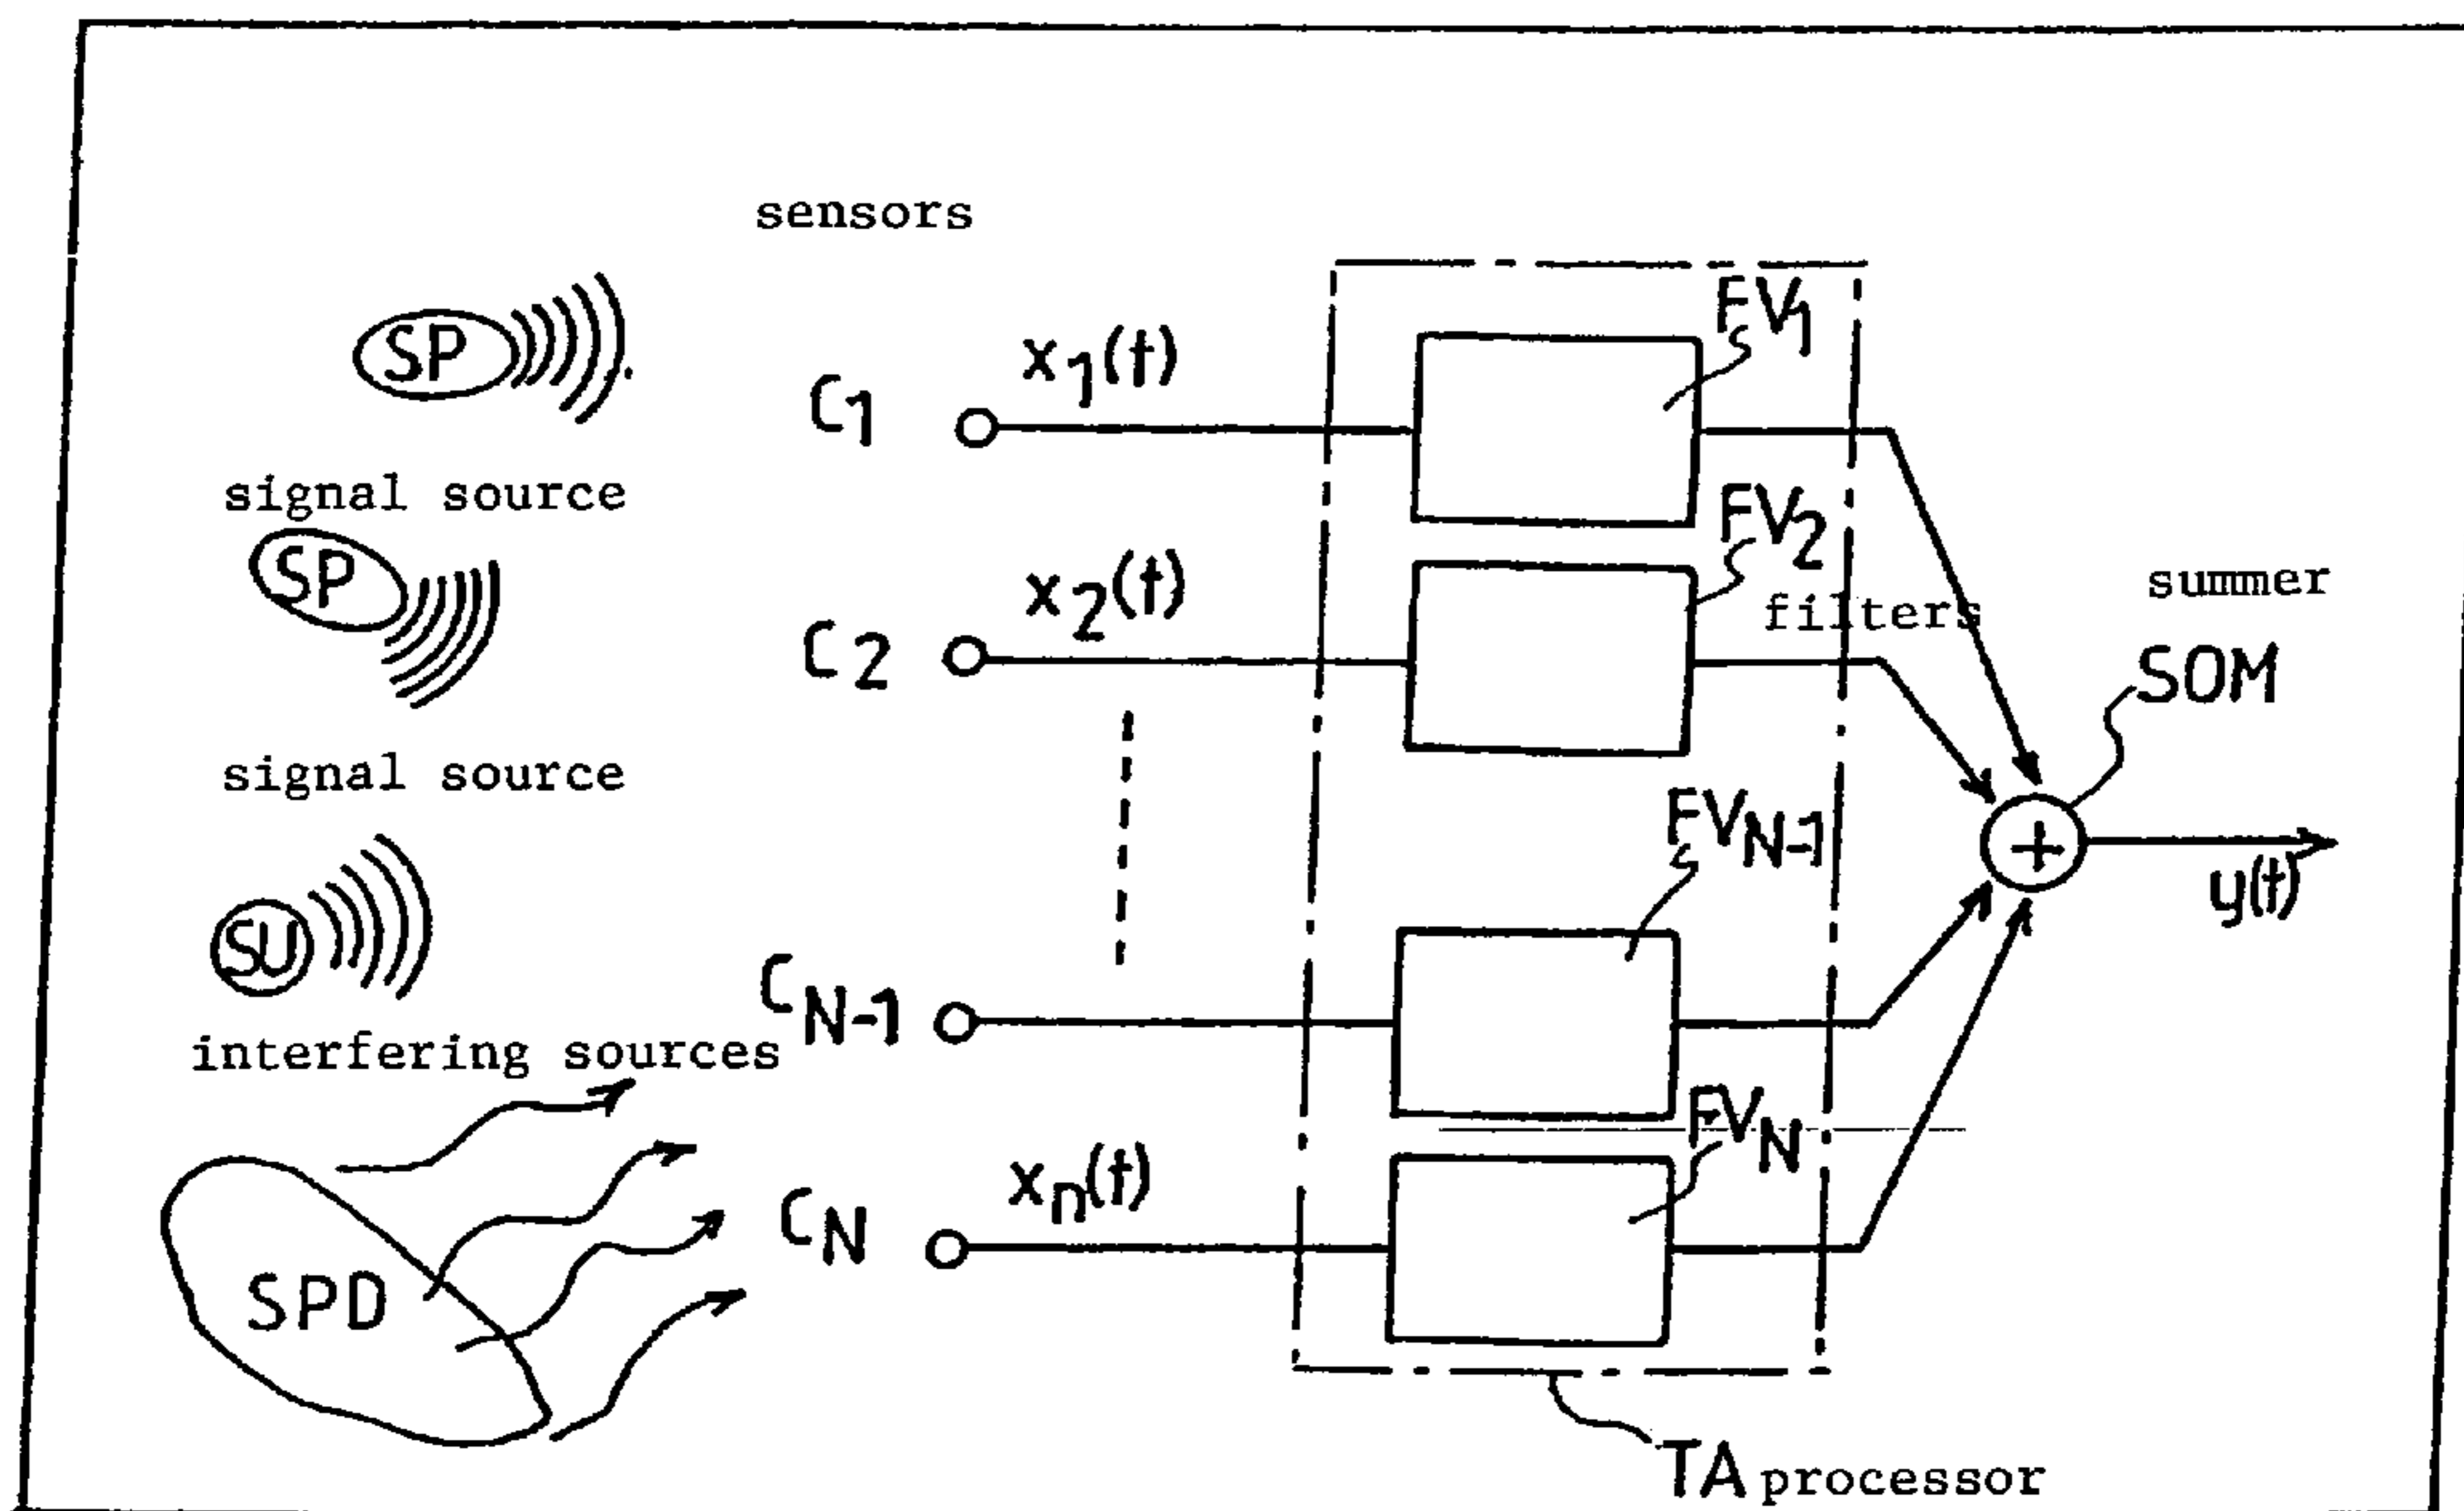 sensors
SP
FV1
x1(t)
C1
signal source
SP
FV2
x2(t)
filters
summer
C2
SOM
signal source
FVN-1
SU
y(t)
CN-1
interfering sources
FVN
xn(t)
CN
SPD
TA processor